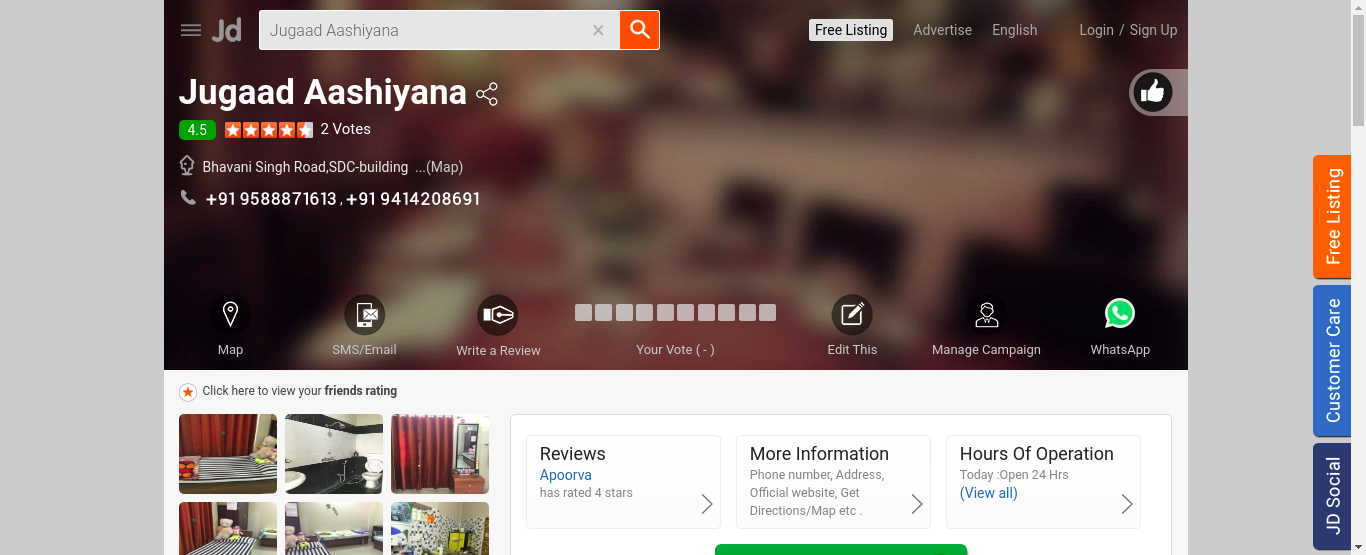 Jd
Jugaad Aashiyana
Free Listing
Advertise
English
Login / Sign Up
Jugaad Aashiyana
4.5
2 Votes
Bhavani Singh Road,SDC-building ...(Map)
+91 9588871613 , +91 9414208691
Map
SMS/Email
Write a Review
Your Vote ( - )
Edit This
Manage Campaign
WhatsApp
Click here to view your friends rating
Reviews
Apoorva
has rated 4 stars
More Information
Phone number, Address,
Official website, Get
Directions/Map etc .
Hours Of Operation
Today :Open 24 Hrs
(View all)
Free Listing
Customer Care
JD Social